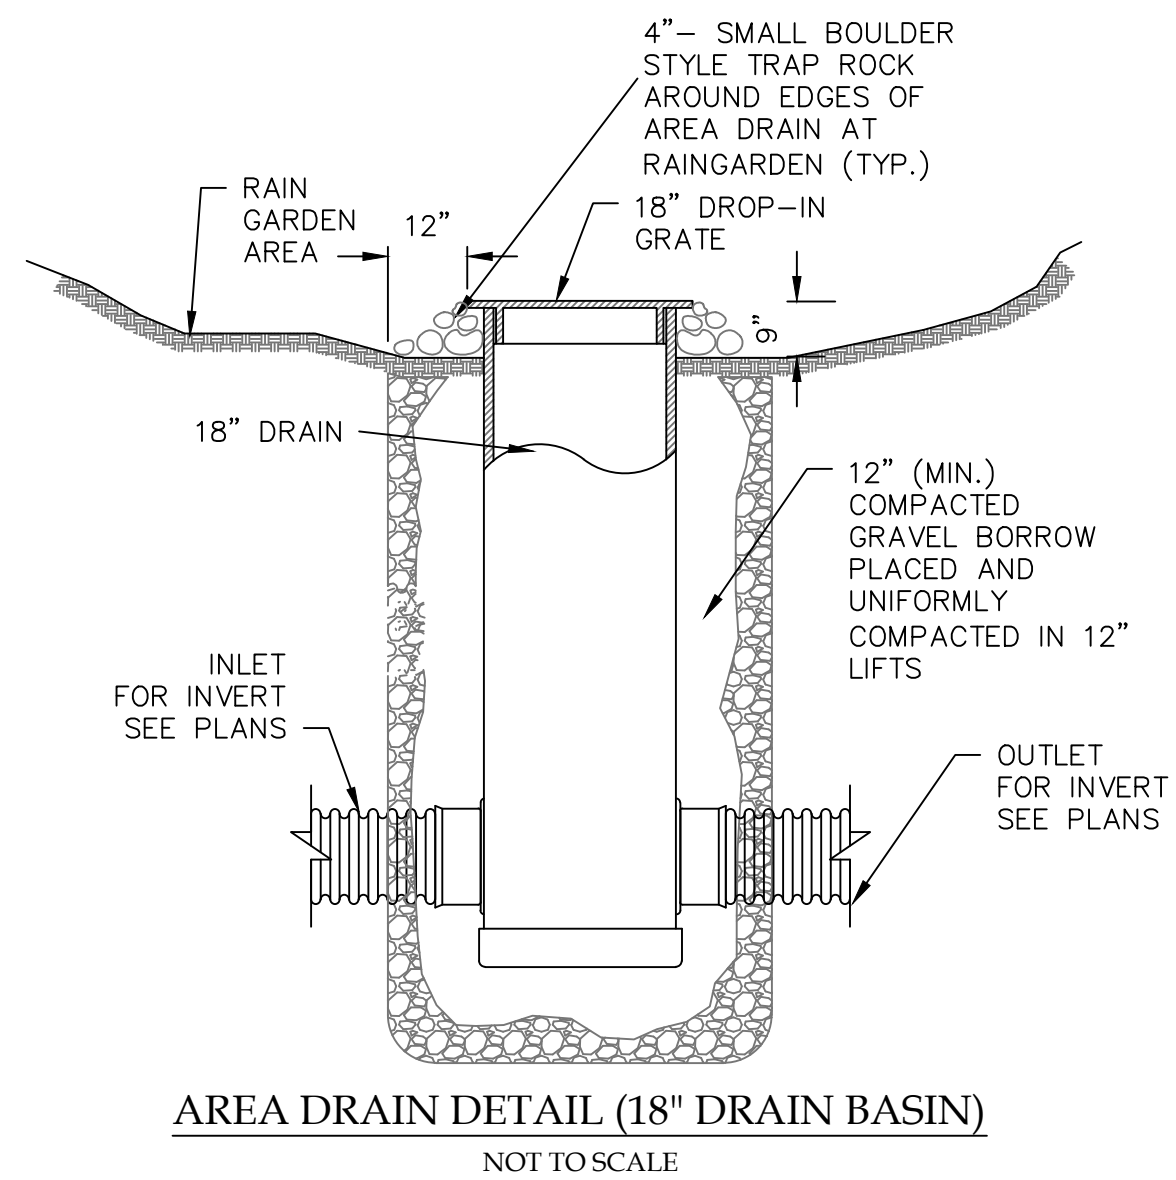 4”– SMALL BOULDER
STYLE TRAP ROCK
AROUND EDGES OF
AREA DRAIN AT
RAINGARDEN (TYP.)
RAIN
GARDEN
AREA
12”
18” DROP–IN
GRATE
9”
18” DRAIN
12” (MIN.)
COMPACTED
GRAVEL BORROW
PLACED AND
UNIFORMLY
COMPACTED IN 12”
LIFTS
INLET
FOR INVERT
SEE PLANS
OUTLET
FOR INVERT
SEE PLANS
AREA DRAIN DETAIL (18" DRAIN BASIN)
NOT TO SCALE